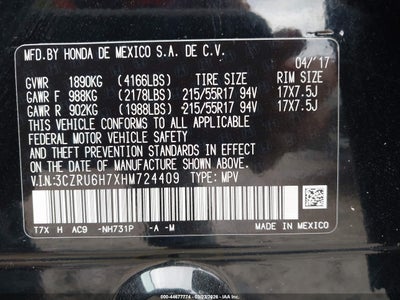 MFD.BY HONDA DE MEXICO S.A. DE C.V.
04/'17
GVWR 1890KG (4166LBS) TIRE SIZE RIM SIZE
GAWR F 988KG (2178LBS) 215/55R17 94V 17X7.5J
GAWR R 902KG (1988LBS) 215/55R17 94V 17X7.5J
THIS VEHICLE CONFORMS TO ALL APPLICABLE
FEDERAL MOTOR VEHICLE SAFETY AND
THEFT PREVENTION STANDARDS IN EFFECT ON
THE DATE OF MANUFACTURE SHOWN ABOVE.
V.I.N:3CZRU6H7XHM724409 TYPE: MPV
T7X H AC9 -NH731P -A -M
MADE IN MEXICO